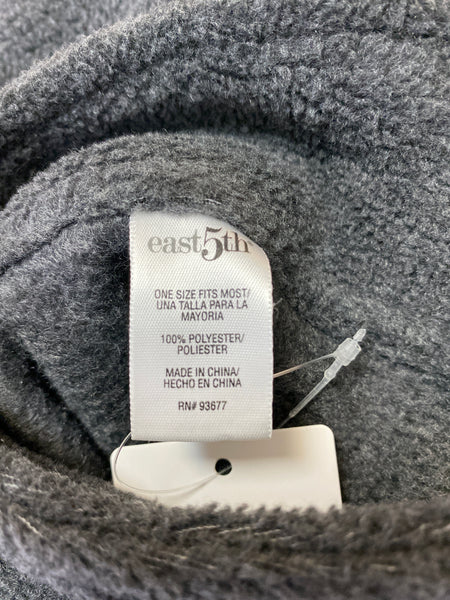 east5th
ONE SIZE FITS MOST/
UNA TALLA PARA LA
MAYORIA
100% POLYESTER/
POLIESTER
MADE IN CHINA/
HECHO EN CHINA
RN# 93677